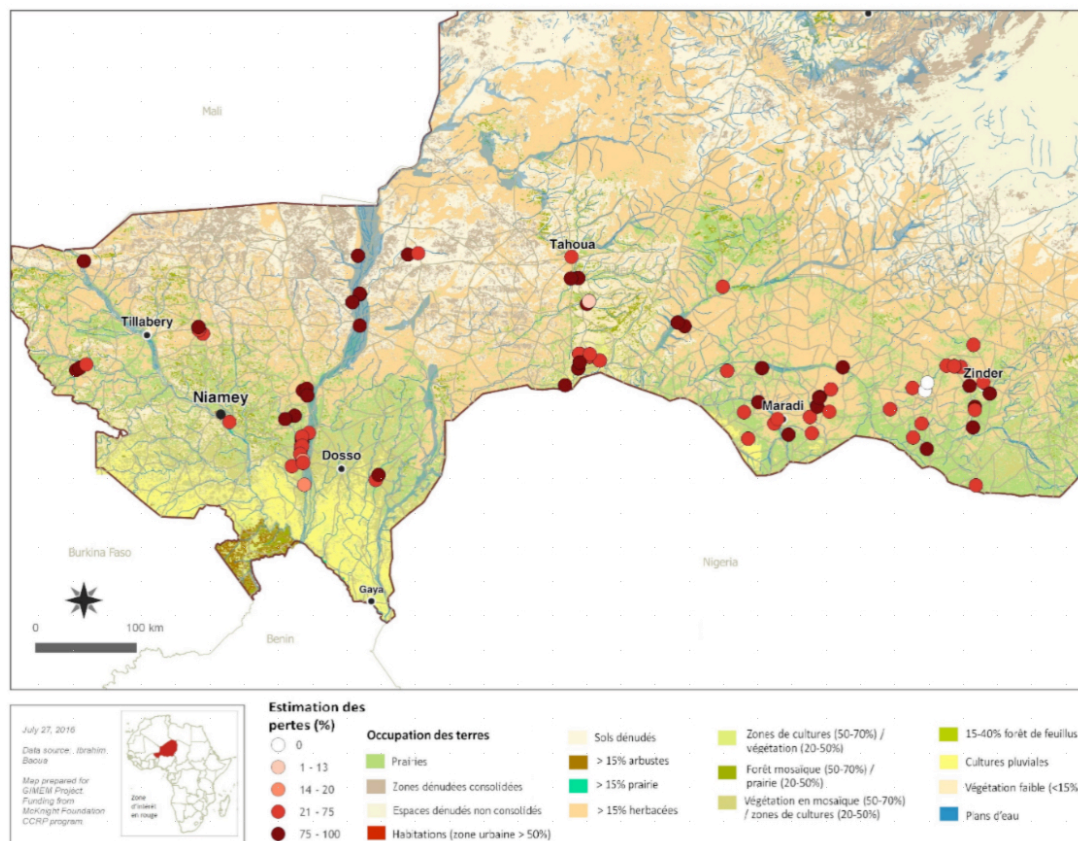 Mali
Tahoua
Tillabery
Zinder
Niamey
Maradi
Dosso
Burkina Faso
Nigeria
Gaya
0 100 km
Benin
July 27, 2016
Data source, Ibrahim,
Baoua
Map prepared for
GIMEM Project.
Funding from
McKnight Foundation
CCRP program.
Zone
d'intérêt
en rouge
Estimation des
pertes (%)
0
1 - 13
14 - 20
21 - 75
75 - 100
Occupation des terres
Prairies
Zones dénudées consolidées
Espaces dénudés non consolidés
Habitations (zone urbaine > 50%)
Sols dénudés
> 15% arbustes
> 15% prairie
> 15% herbacées
Zones de cultures (50-70%) /
végétation (20-50%)
Forêt mosaïque (50-70%) /
prairie (20-50%)
Végétation en mosaïque (50-70%)
/ zones de cultures (20-50%)
15-40% forêt de feuillus
Cultures pluviales
Végétation faible (<15%
Plans d'eau